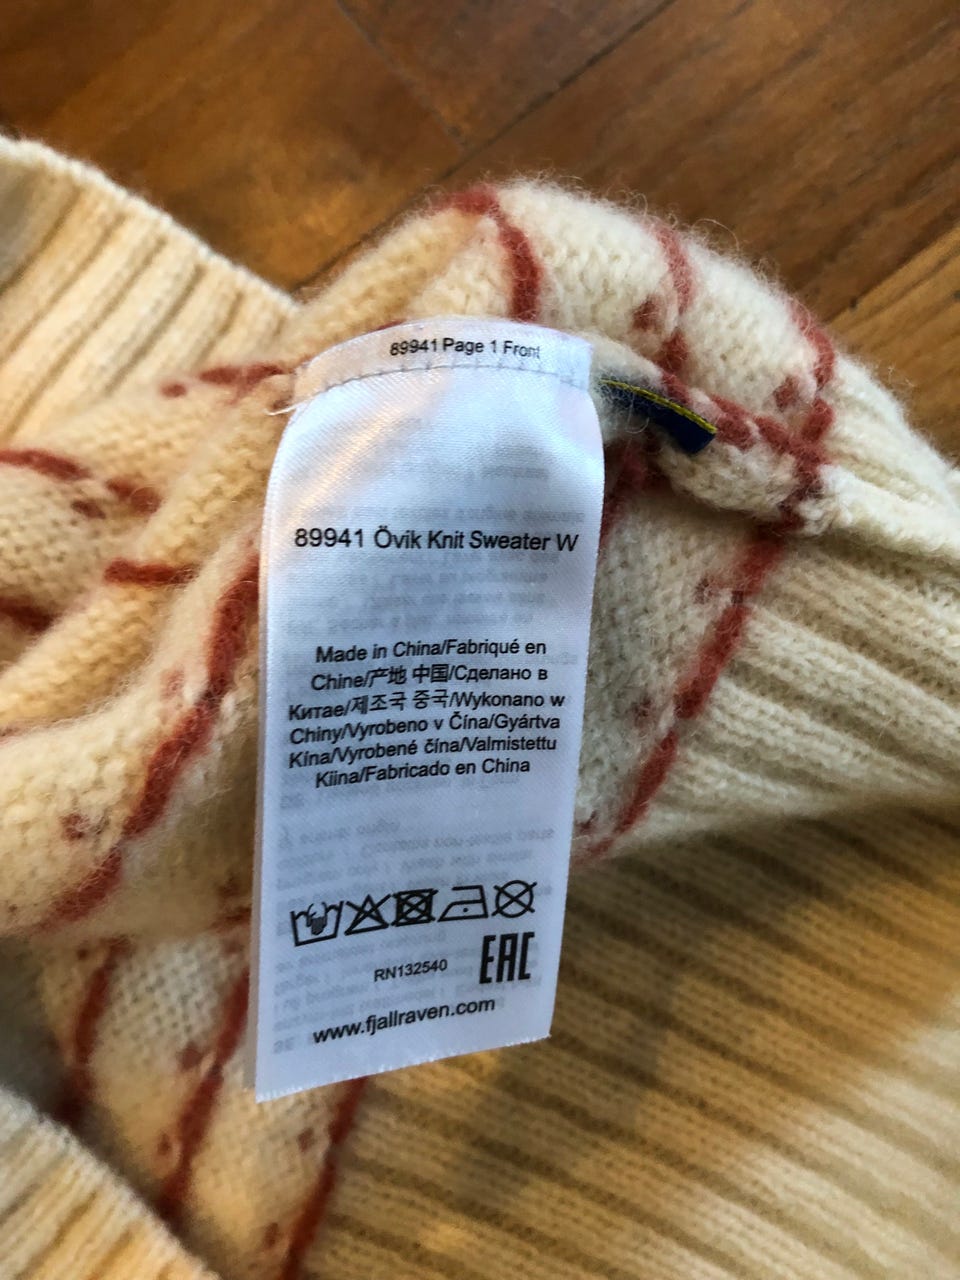 89941 Page 1 Front
89941 Övik Knit Sweater W
Made in China/Fabriqué en
Chine/产地 中国/Сделано в
Китае/제조국 중국/Wykonano w
Chiny/Vyrobeno v Čína/Gyártva
Kína/Vyrobené čína/Valmistettu
Kiina/Fabricado en China
EAC
RN132540
www.fjallraven.com